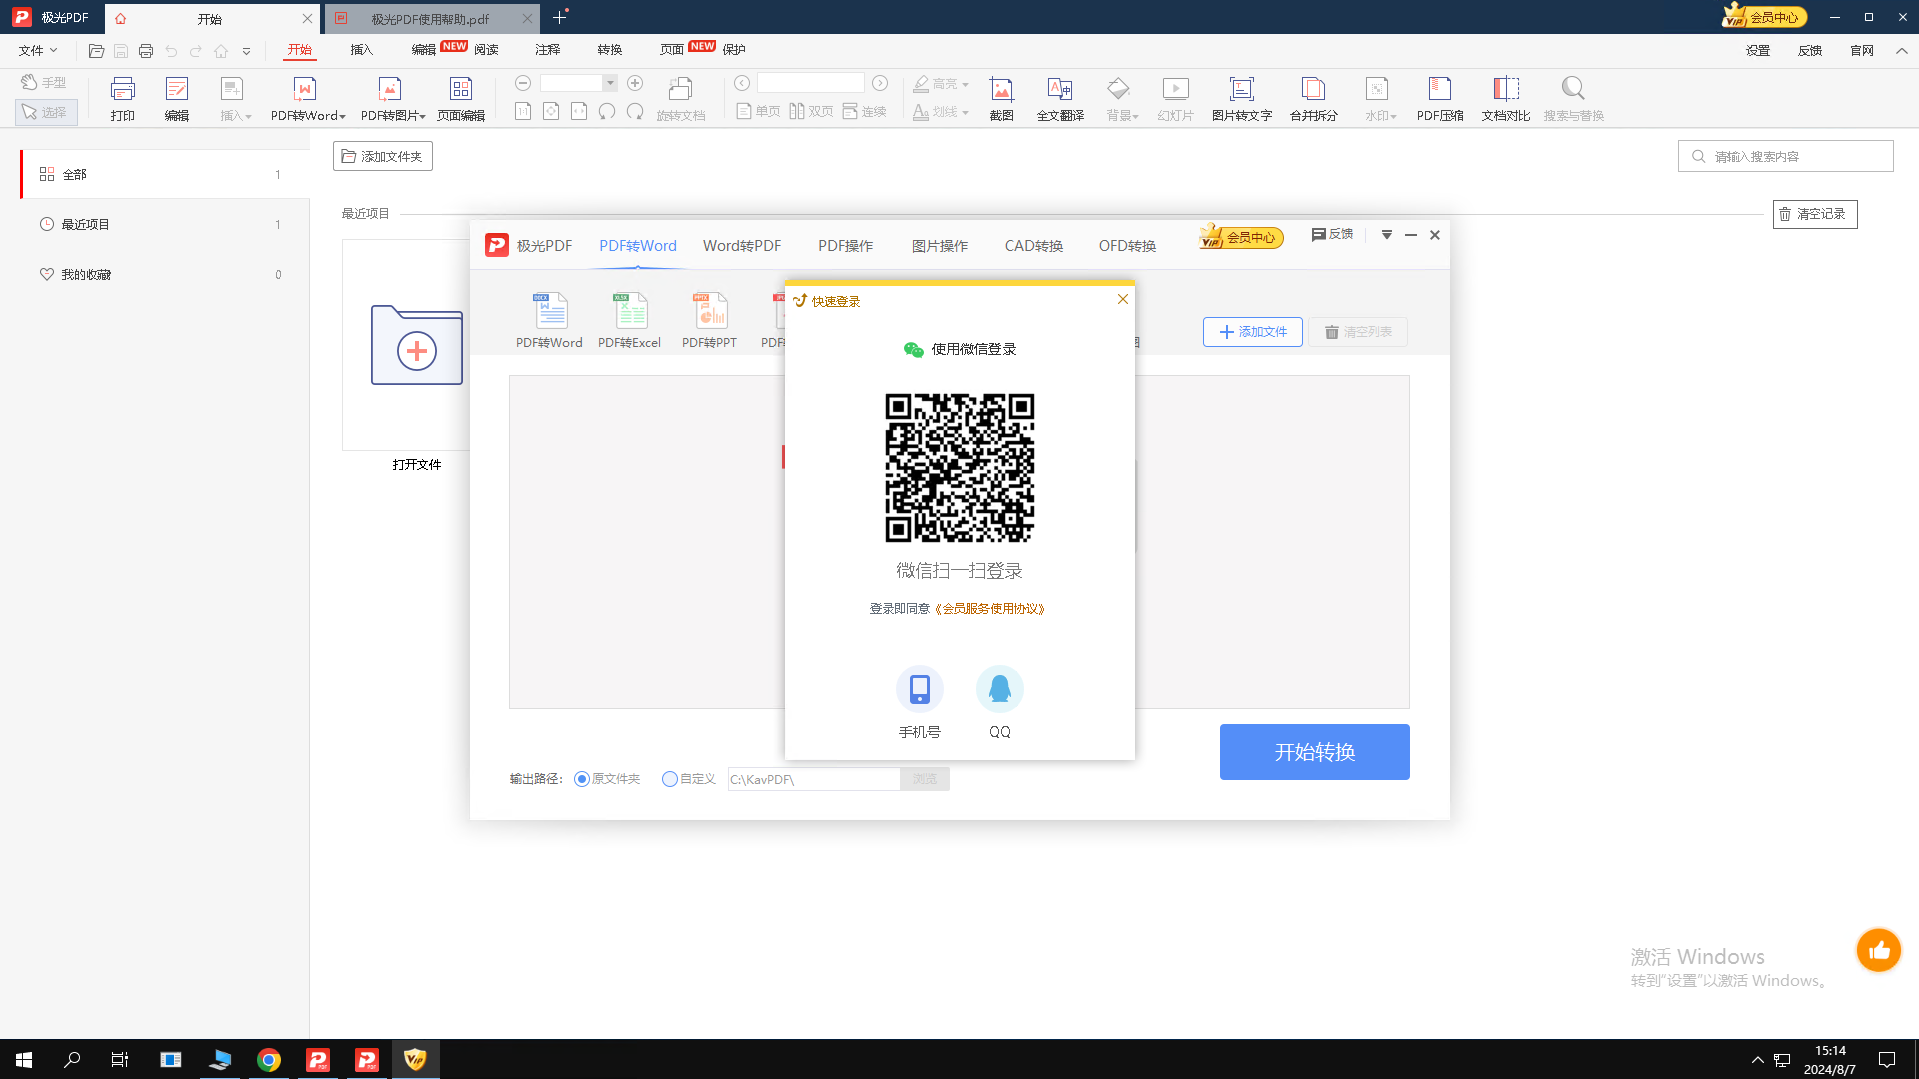 极光PDF
开始
极光PDF使用帮助.pdf
会员中心
文件
开始
插入
编辑
NEW
阅读
注释
转换
页面
NEW
保护
设置
反馈
官网
手型
选择
打印
编辑
插入
PDF转Word
PDF转图片
页面编辑
旋转文档
单页
双页
连续
高亮
划线
截图
全文翻译
背景
幻灯片
图片转文字
合并拆分
水印
PDF压缩
文档对比
搜索与替换
全部
1
最近项目
1
我的收藏
0
添加文件夹
请输入搜索内容
最近项目
清空记录
打开文件
极光PDF
PDF转Word
Word转PDF
PDF操作
图片操作
CAD转换
OFD转换
VIP
会员中心
反馈
PDF转Word
PDF转Excel
PDF转PPT
添加文件
清空列表
快速登录
使用微信登录
微信扫一扫登录
登录即同意《会员服务使用协议》
手机号
QQ
输出路径:
原文件夹
自定义
C:\KavPDF\
浏览
开始转换
激活 Windows
转到“设置”以激活 Windows。
15:14
2024/8/7